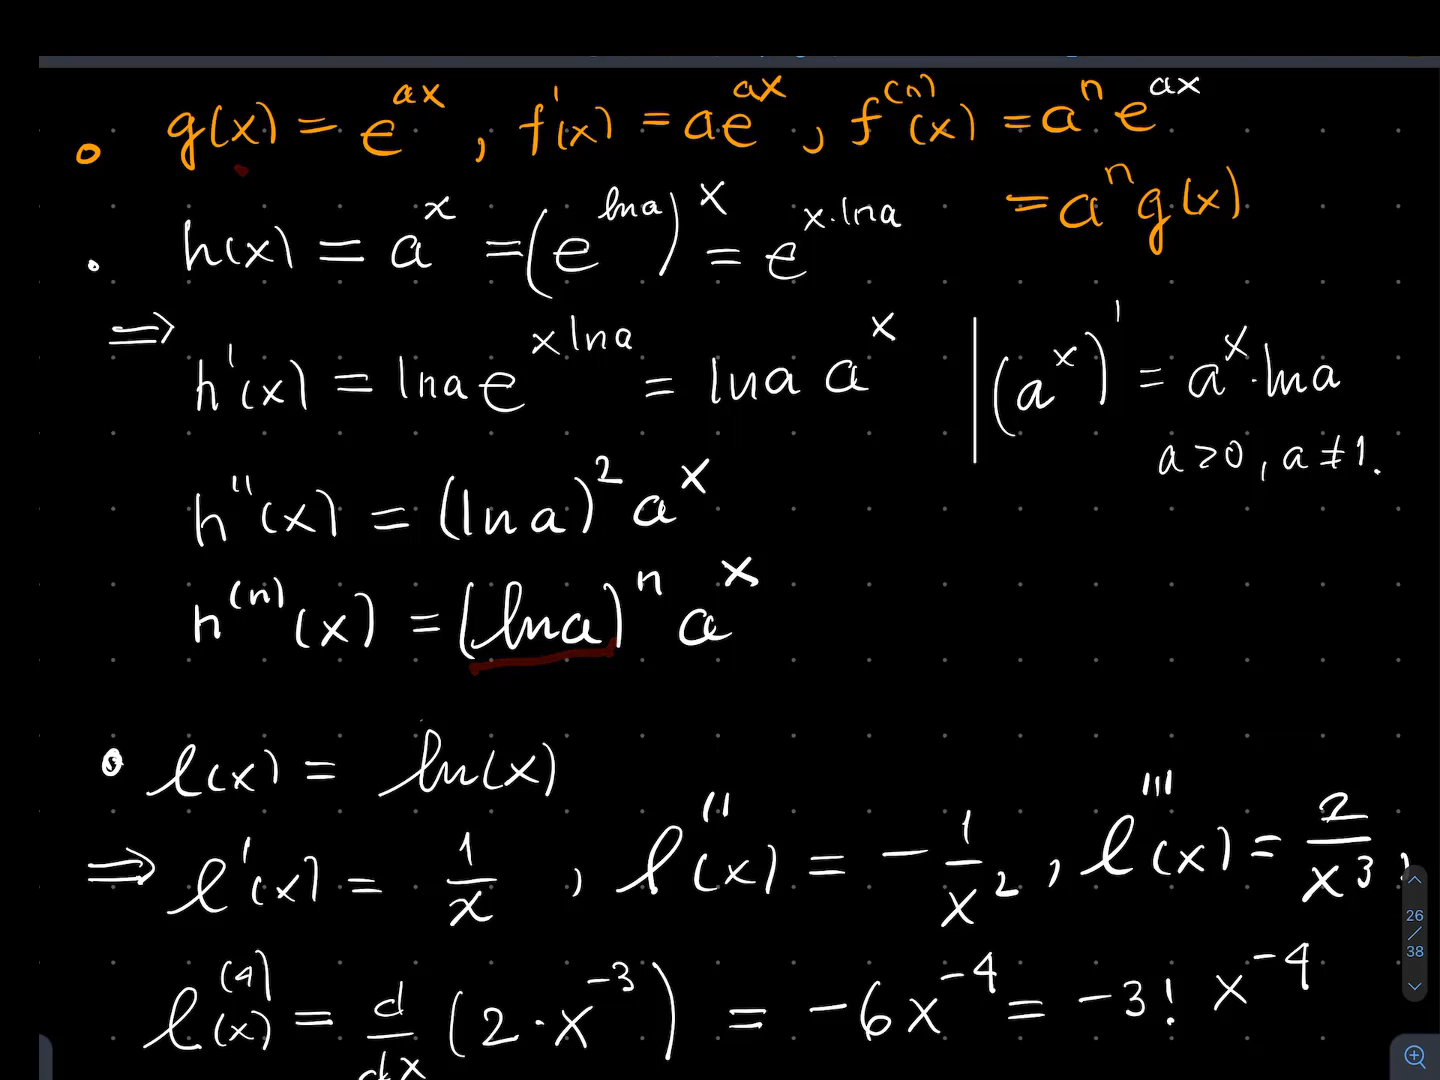 g(x) = e^{ax}, f'(x) = ae^{ax}, f^{(n)}(x) = a^n e^{ax}
= a^n g(x)
h(x) = a^x = (e^{ln a})^x = e^{x·ln a}
⇒ h'(x) = ln a e^{x ln a} = ln a a^x | (a^x)' = a^x · ln a
a > 0, a ≠ 1.
h''(x) = (ln a)^2 a^x
h^{(n)}(x) = (ln a)^n a^x
l(x) = ln(x)
⇒ l'(x) = 1/x , l''(x) = - 1/x^2 , l'''(x) = 2/x^3 ,
l^{(4)}(x) = d/dx (2 · x^{-3}) = -6x^{-4} = -3! x^{-4}
26
/
38